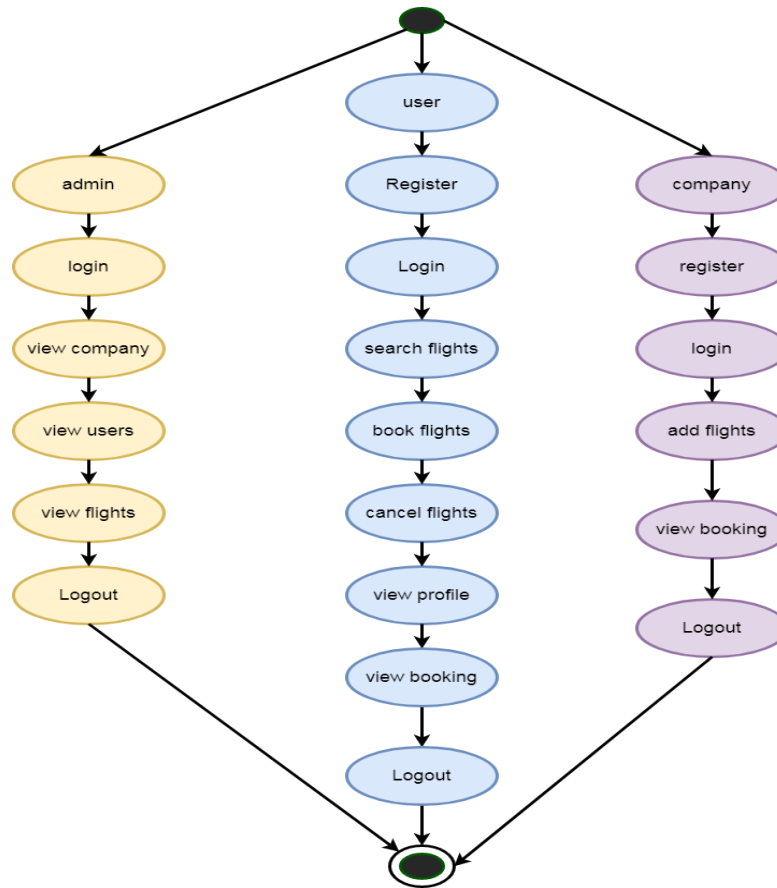 user
admin
Register
company
login
Login
register
view company
search flights
login
view users
book flights
add flights
view flights
cancel flights
view booking
Logout
view profile
Logout
view booking
Logout